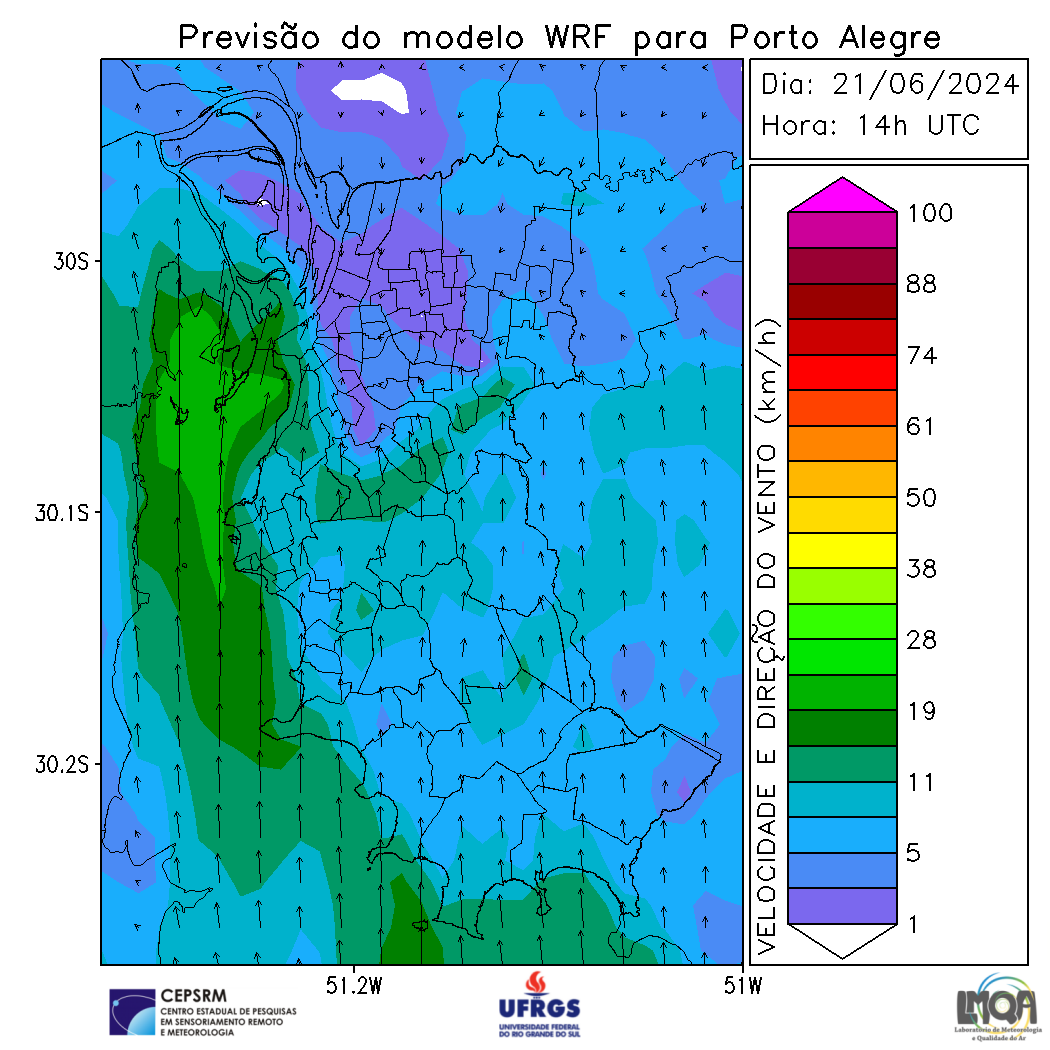 Previsão do modelo WRF para Porto Alegre
Dia: 21/06/2024
Hora: 14h UTC
30S
30.1S
30.2S
51.2W
51W
VELOCIDADE E DIREÇÃO DO VENTO (km/h)
100
88
74
61
50
38
28
19
11
5
1
CEPSRM
CENTRO ESTADUAL DE PESQUISAS
EM SENSORIAMENTO REMOTO
E METEOROLOGIA
UFRGS
UNIVERSIDADE FEDERAL
DO RIO GRANDE DO SUL
LMQA
Laboratório de Meteorologia
e Qualidade do Ar